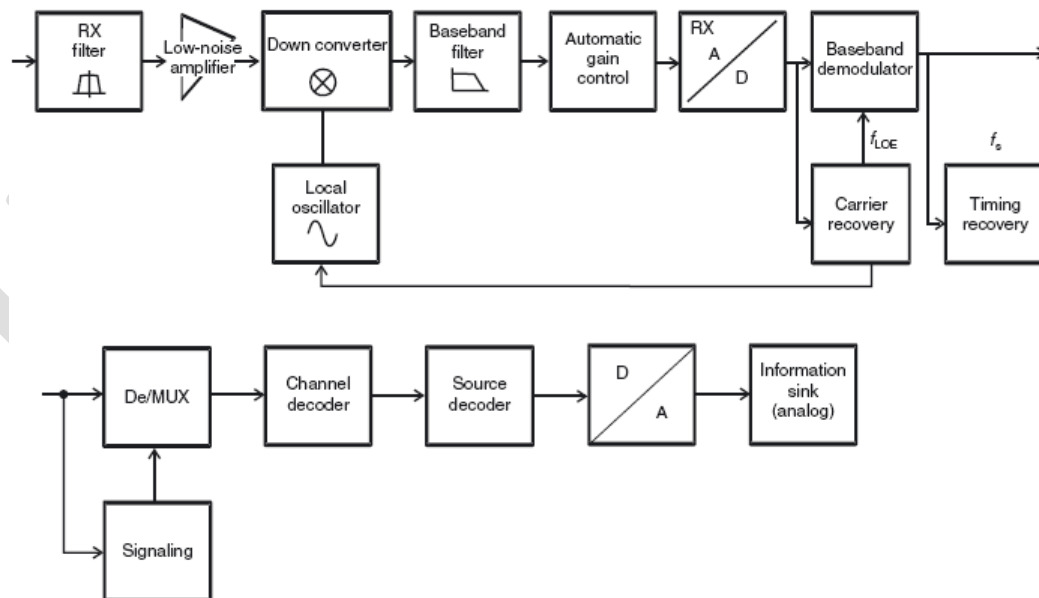 RX
filter
Low-noise
amplifier
Down converter
Baseband
filter
Automatic
gain
control
RX
A
D
Baseband
demodulator
Local
oscillator
fLOE
Carrier
recovery
fs
Timing
recovery
De/MUX
Channel
decoder
Source
decoder
D
A
Information
sink
(analog)
Signaling